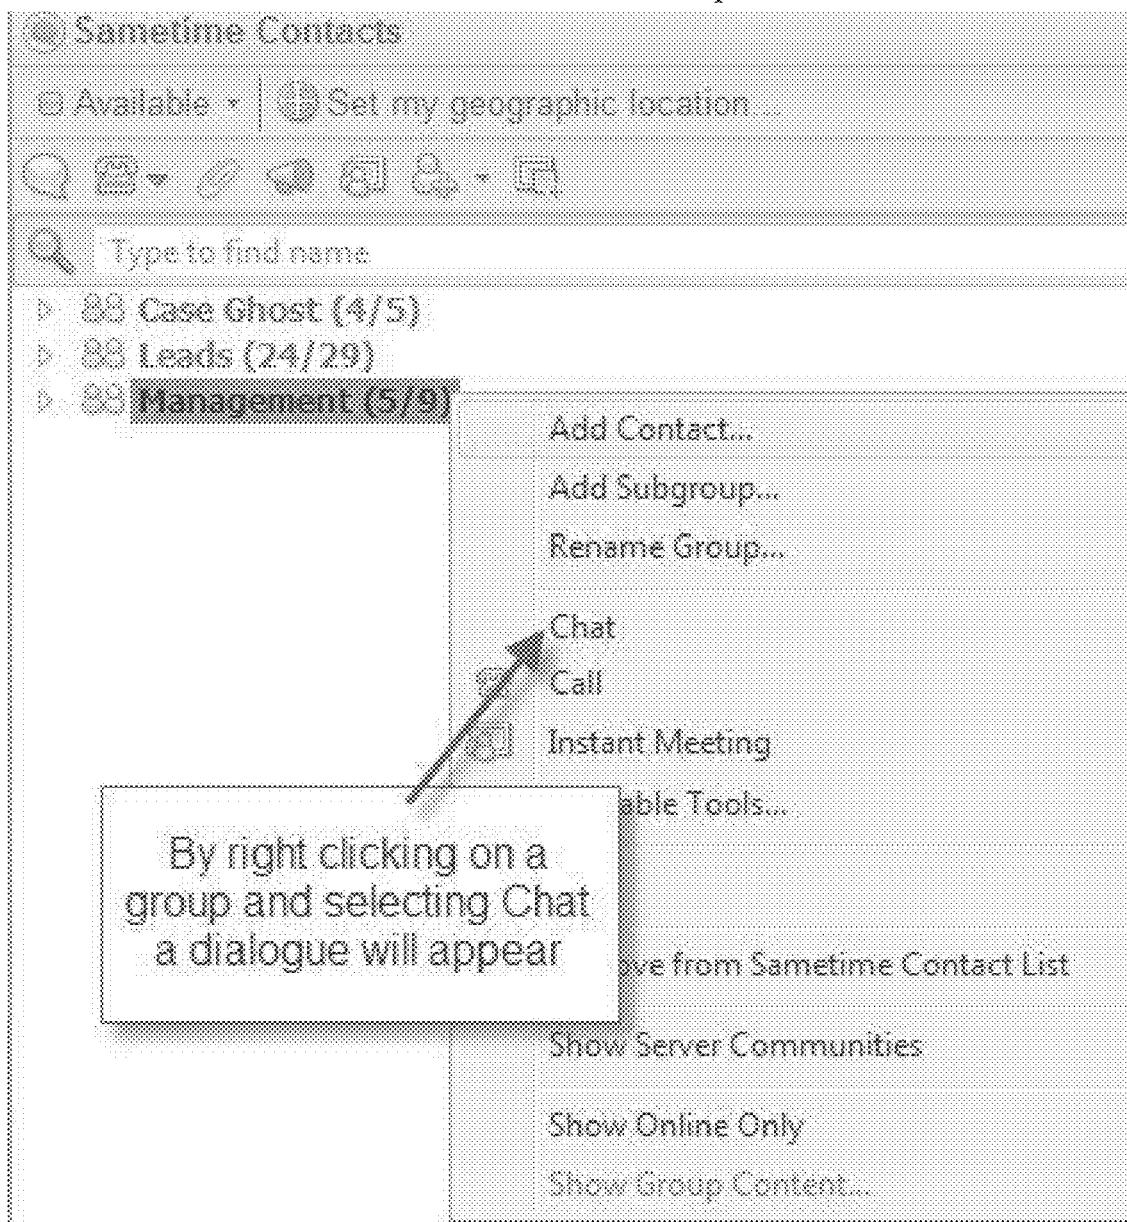 Sametime Contacts
Available
Set my geographic location...
Type to find name
Case Ghost (4/5)
Leads (24/29)
Management (5/9)
Add Contact...
Add Subgroup...
Rename Group...
Chat
Call
Instant Meeting
able Tools...
By right clicking on a
group and selecting Chat
a dialogue will appear
ve from Sametime Contact List
Show Server Communities
Show Online Only
Show Group Content...